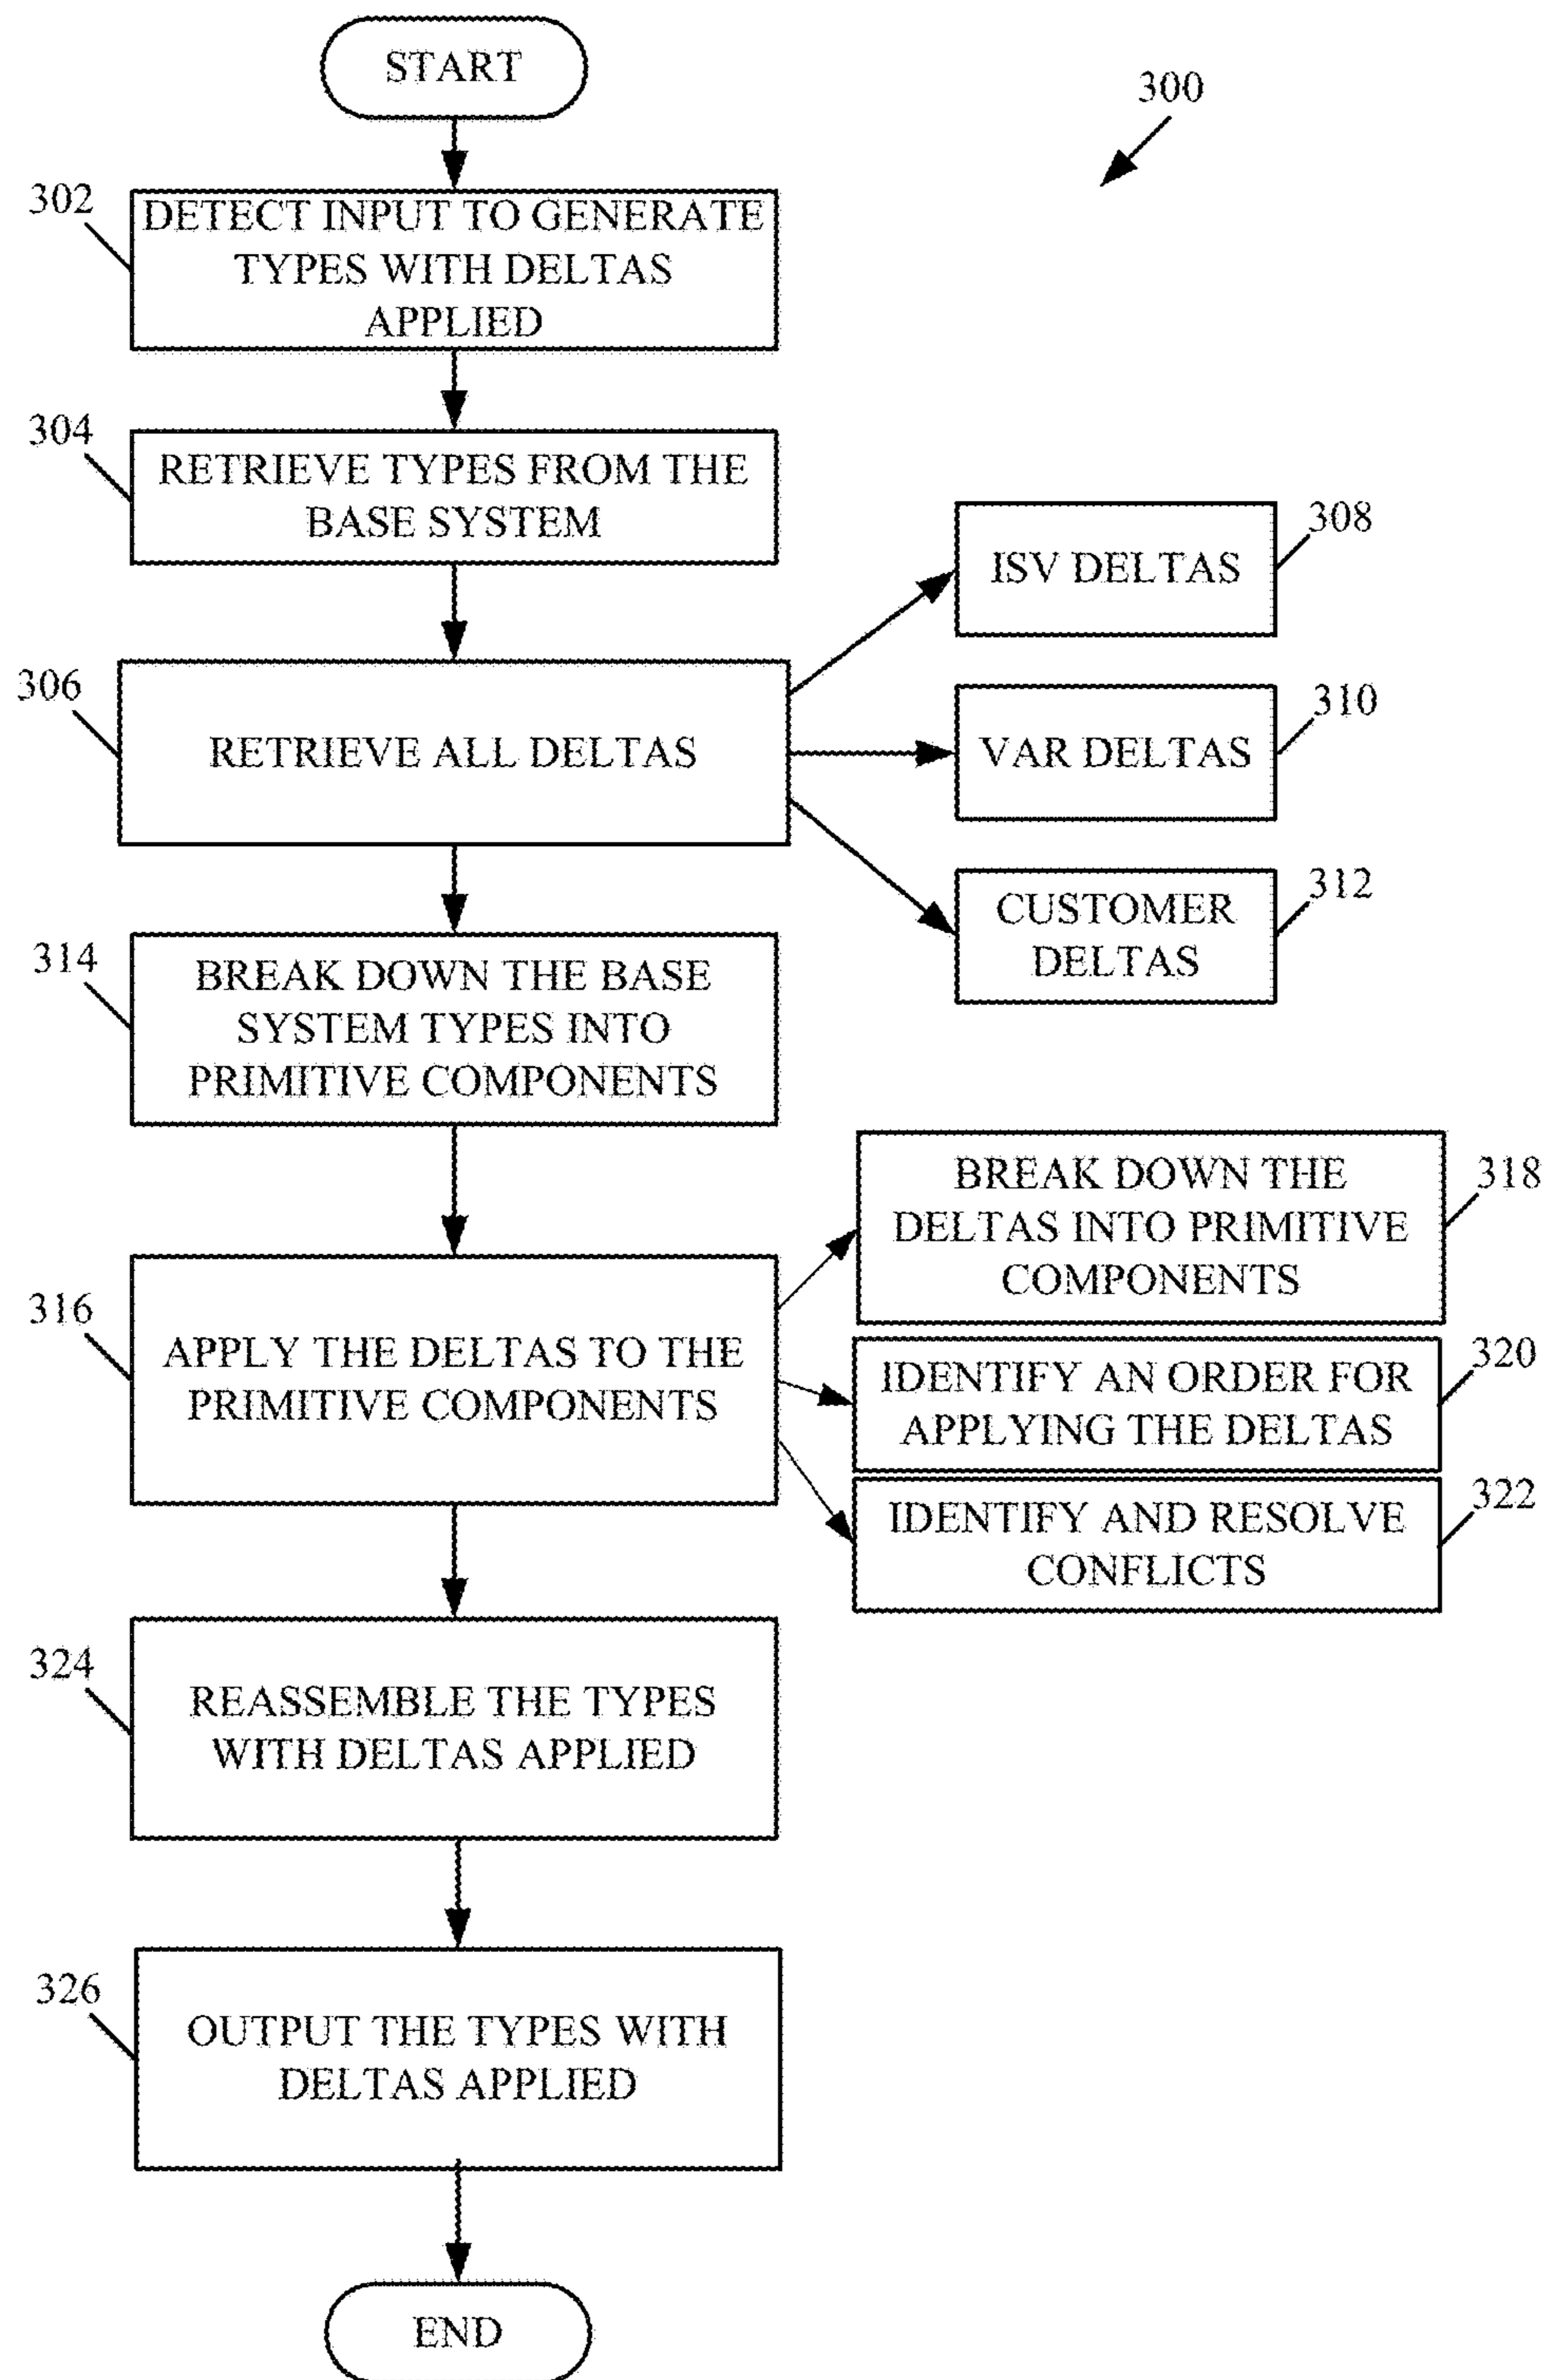 START
300
302
DETECT INPUT TO GENERATE
TYPES WITH DELTAS
APPLIED
304
RETRIEVE TYPES FROM THE
BASE SYSTEM
306
RETRIEVE ALL DELTAS
ISV DELTAS
308
VAR DELTAS
310
CUSTOMER
DELTAS
312
314
BREAK DOWN THE BASE
SYSTEM TYPES INTO
PRIMITIVE COMPONENTS
316
APPLY THE DELTAS TO THE
PRIMITIVE COMPONENTS
BREAK DOWN THE
DELTAS INTO PRIMITIVE
COMPONENTS
318
IDENTIFY AN ORDER FOR
APPLYING THE DELTAS
320
IDENTIFY AND RESOLVE
CONFLICTS
322
324
REASSEMBLE THE TYPES
WITH DELTAS APPLIED
326
OUTPUT THE TYPES WITH
DELTAS APPLIED
END